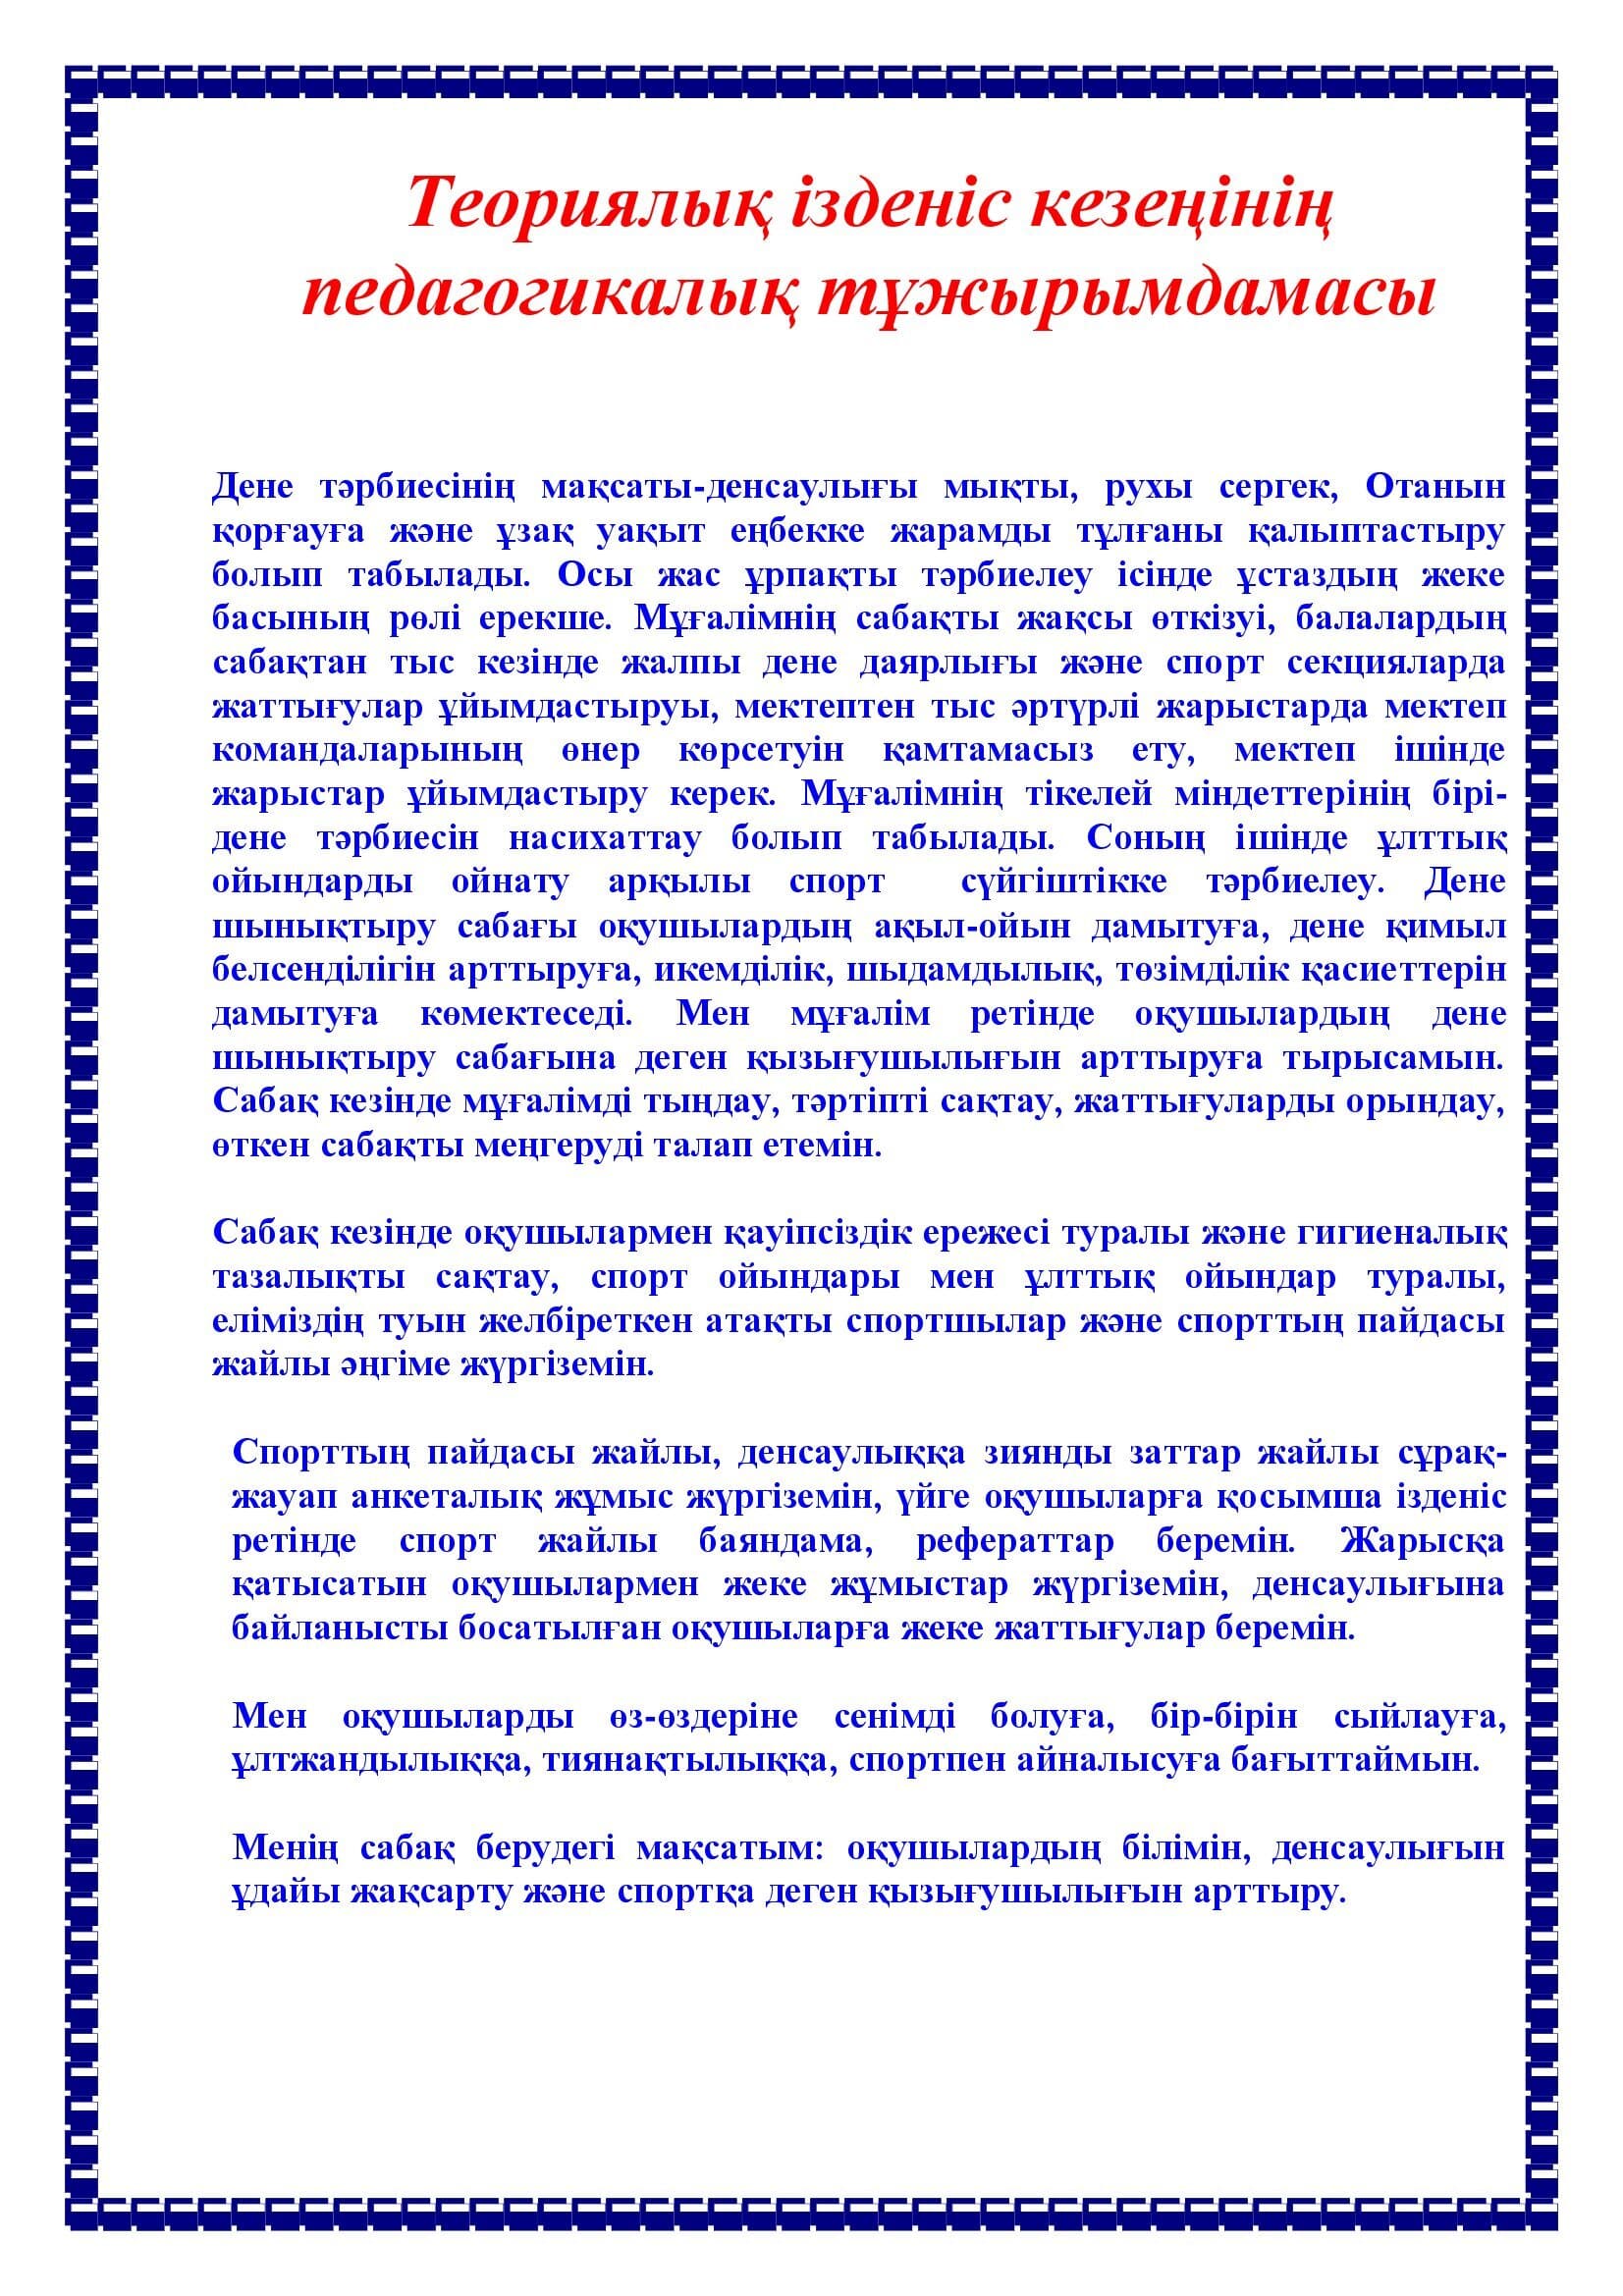 Теориялық ізденіс кезеңінің
педагогикалық тұжырымдамасы
Дене тәрбиесінің мақсаты-денсаулығы мықты, рухы сергек, Отанын
қорғауға және ұзақ уақыт еңбекке жарамды тұлғаны қалыптастыру
болып табылады. Осы жас ұрпақты тәрбиелеу ісінде ұстаздың жеке
басының рөлі ерекше. Мұғалімнің сабақты жақсы өткізуі, балалардың
сабақтан тыс кезінде жалпы дене даярлығы және спорт секцияларда
жаттығулар ұйымдастыруы, мектептен тыс әртүрлі жарыстарда мектеп
командаларының өнер көрсетуін қамтамасыз ету, мектеп ішінде
жарыстар ұйымдастыру керек. Мұғалімнің тікелей міндеттерінің бірі-
дене тәрбиесін насихаттау болып табылады. Соның ішінде ұлттық
ойындарды ойнату арқылы спорт сүйгіштікке тәрбиелеу. Дене
шынықтыру сабағы оқушылардың ақыл-ойын дамытуға, дене қимыл
белсенділігін арттыруға, икемділік, шыдамдылық, төзімділік қасиеттерін
дамытуға көмектеседі. Мен мұғалім ретінде оқушылардың дене
шынықтыру сабағына деген қызығушылығын арттыруға тырысамын.
Сабақ кезінде мұғалімді тыңдау, тәртіпті сақтау, жаттығуларды орындау,
өткен сабақты меңгеруді талап етемін.
Сабақ кезінде оқушылармен қауіпсіздік ережесі туралы және гигиеналық
тазалықты сақтау, спорт ойындары мен ұлттық ойындар туралы,
еліміздің туын желбіреткен атақты спортшылар және спорттың пайдасы
жайлы әңгіме жүргіземін.
Спорттың пайдасы жайлы, денсаулыққа зиянды заттар жайлы сұрақ-
жауап анкеталық жұмыс жүргіземін, үйге оқушыларға қосымша ізденіс
ретінде спорт жайлы баяндама, рефераттар беремін. Жарысқа
қатысатын оқушылармен жеке жұмыстар жүргіземін, денсаулығына
байланысты босатылған оқушыларға жеке жаттығулар беремін.
Мен оқушыларды өз-өздеріне сенімді болуға, бір-бірін сыйлауға,
ұлтжандылыққа, тиянақтылыққа, спортпен айналысуға бағыттаймын.
Менің сабақ берудегі мақсатым: оқушылардың білімін, денсаулығын
ұдайы жақсарту және спортқа деген қызығушылығын арттыру.